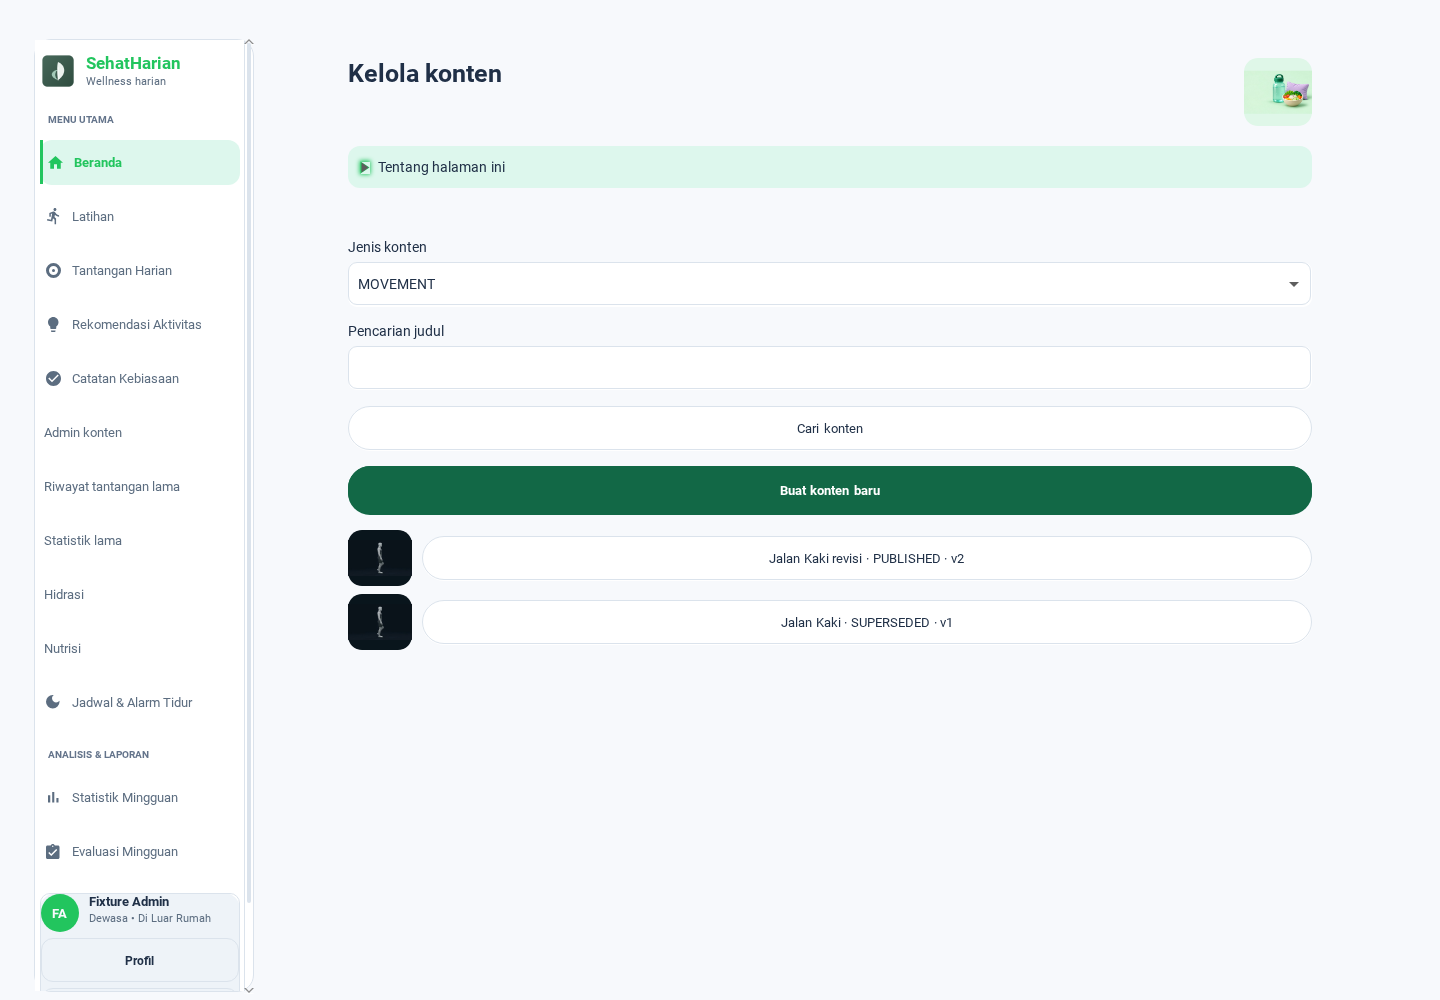 SehatHarian
Wellness harian
MENU UTAMA
Beranda
Latihan
Tantangan Harian
Rekomendasi Aktivitas
Catatan Kebiasaan
Admin konten
Riwayat tantangan lama
Statistik lama
Hidrasi
Nutrisi
Jadwal & Alarm Tidur
ANALISIS & LAPORAN
Statistik Mingguan
Evaluasi Mingguan
FA
Fixture Admin
Dewasa • Di Luar Rumah
Profil
Kelola konten
Tentang halaman ini
Jenis konten
MOVEMENT
Pencarian judul
Cari konten
Buat konten baru
Jalan Kaki revisi · PUBLISHED · v2
Jalan Kaki · SUPERSEDED · v1